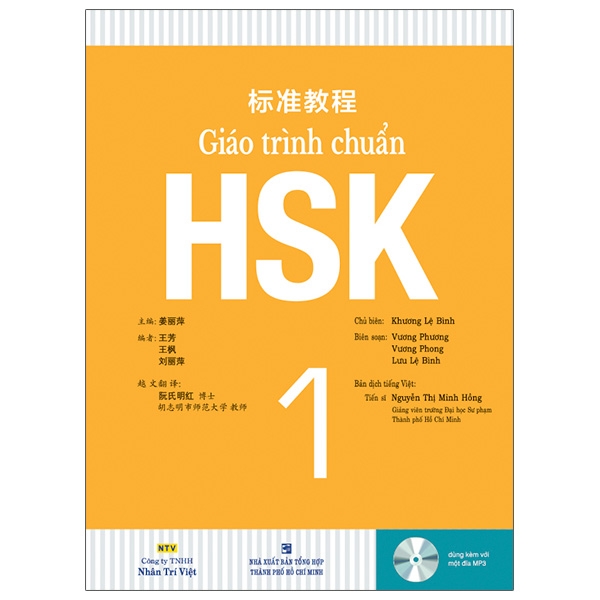 标准教程
Giáo trình chuẩn
HSK
1
主编: 姜丽萍
编者: 王芳
王枫
刘丽萍
越文翻译:
阮氏明红 博士
胡志明市师范大学 教师
Chủ biên: Khương Lệ Bình
Biên soạn: Vương Phương
Vương Phong
Lưu Lệ Bình
Bản dịch tiếng Việt:
Tiến sĩ Nguyễn Thị Minh Hồng
Giảng viên trường Đại học Sư phạm
Thành phố Hồ Chí Minh
NTV
Công ty TNHH
Nhân Trí Việt
NHÀ XUẤT BẢN TỔNG HỢP
THÀNH PHỐ HỒ CHÍ MINH
dùng kèm với
một đĩa MP3